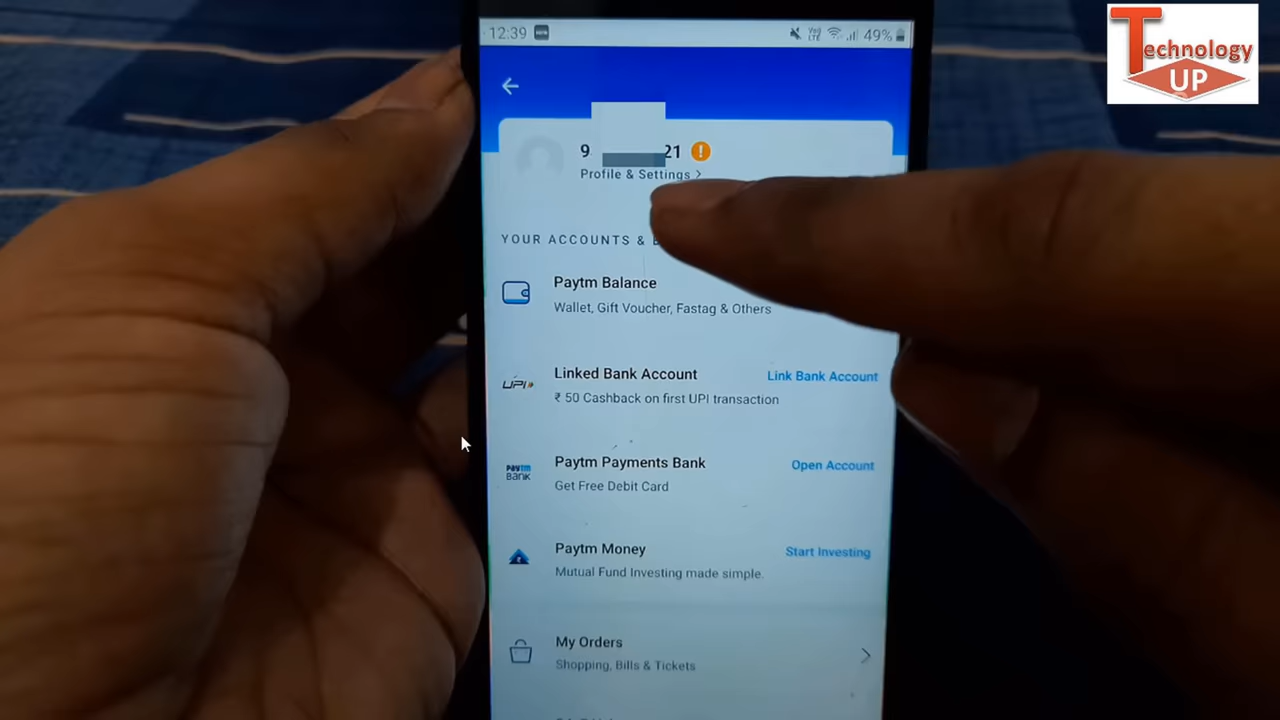 Technology
UP
12:39
Vo) LTE 49%
9 21 !
Profile & Settings >
YOUR ACCOUNTS &
Paytm Balance
Wallet, Gift Voucher, Fastag & Others
UPI
Linked Bank Account
Link Bank Account
₹ 50 Cashback on first UPI transaction
PAYTM
BANK
Paytm Payments Bank
Open Account
Get Free Debit Card
Paytm Money
Start Investing
Mutual Fund Investing made simple.
My Orders
Shopping, Bills & Tickets